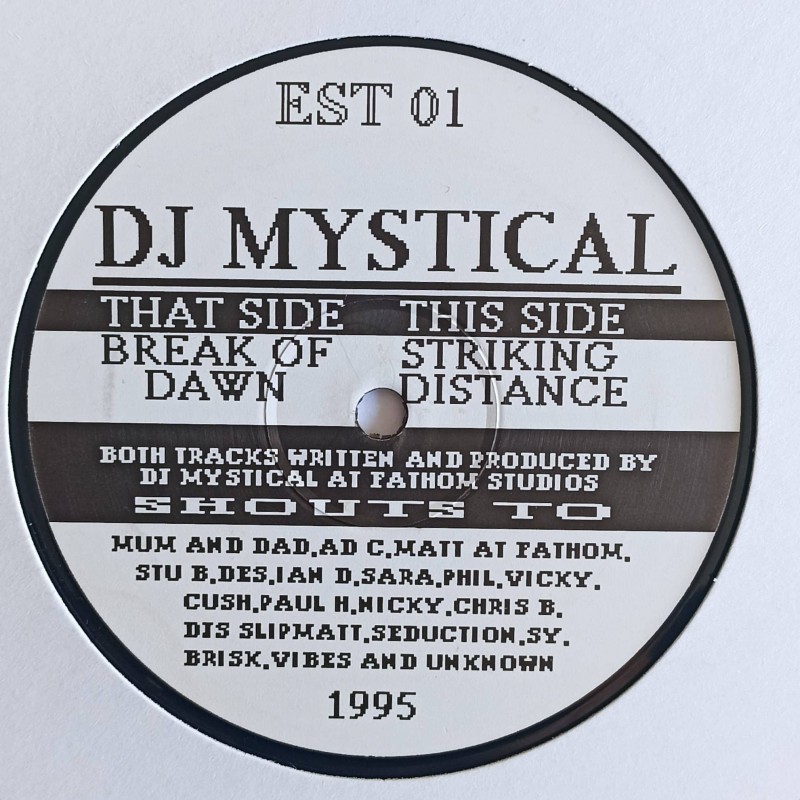 EST 01
DJ MYSTICAL
THAT SIDE THIS SIDE
BREAK OF STRIKING
DAWN DISTANCE
BOTH TRACKS WRITTEN AND PRODUCED BY
DJ MYSTICAL AT FATHOM STUDIOS
SHOUTS TO
MUM AND DAD,AD C,MATT AT FATHOM,
STU B,DES,IAN D,SARA,PHIL,VICKY,
CUSH,PAUL H,NICKY,CHRIS B,
DJS SLIPMATT,SEDUCTION,SY,
BRISK,VIBES AND UNKNOWN
1995